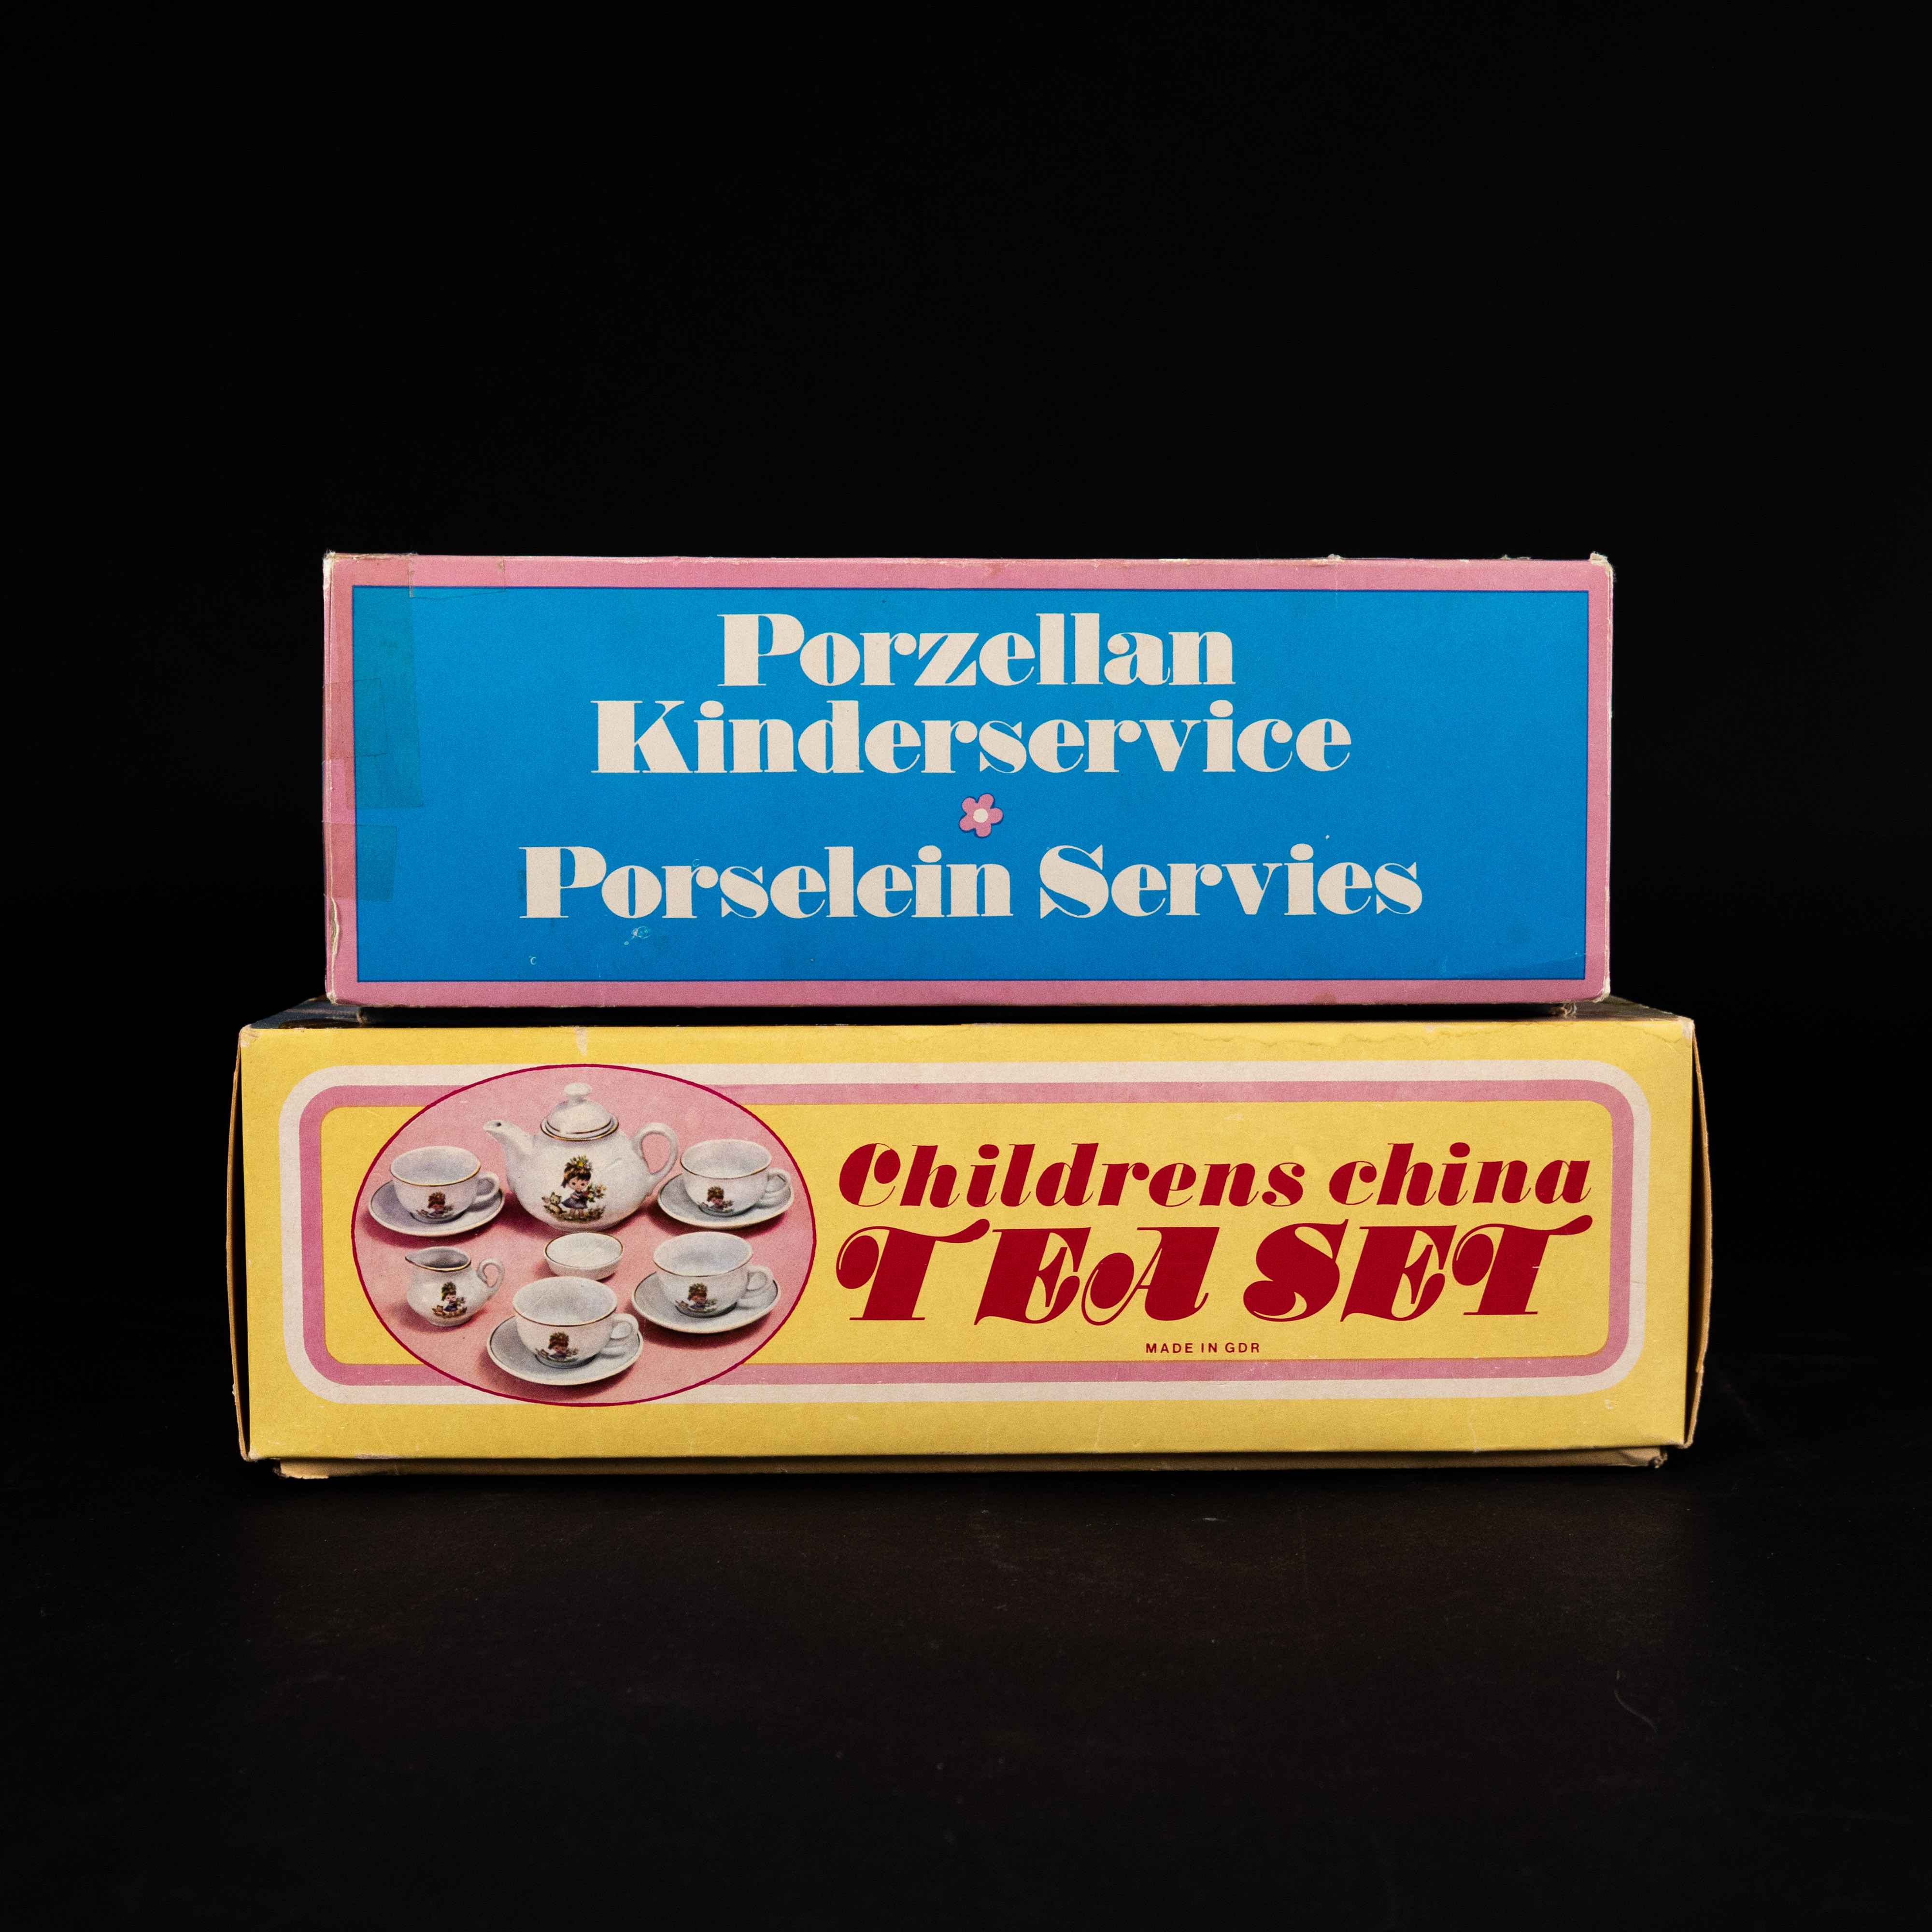 Porzellan
Kinderservice
Porselein Servies
Childrens china
TEA SET
MADE IN GDR